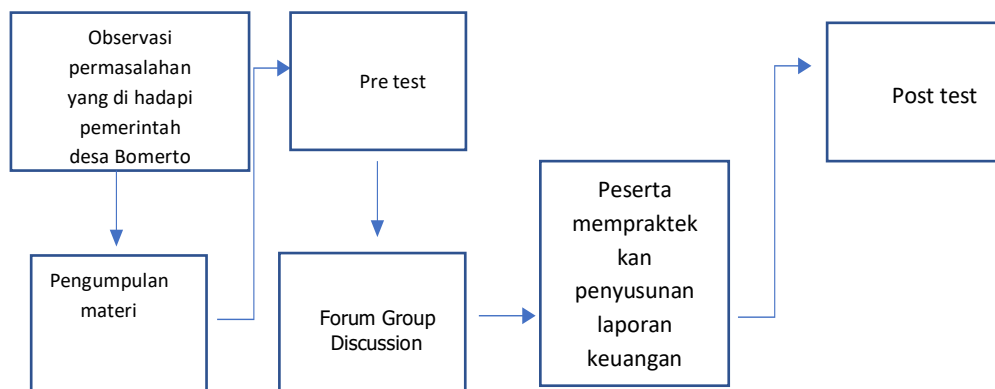 Observasi
permasalahan
yang di hadapi
pemerintah
desa Bomerto
Pengumpulan
materi
Pre test
Forum Group
Discussion
Peserta
mempraktek
kan
penyusunan
laporan
keuangan
Post test